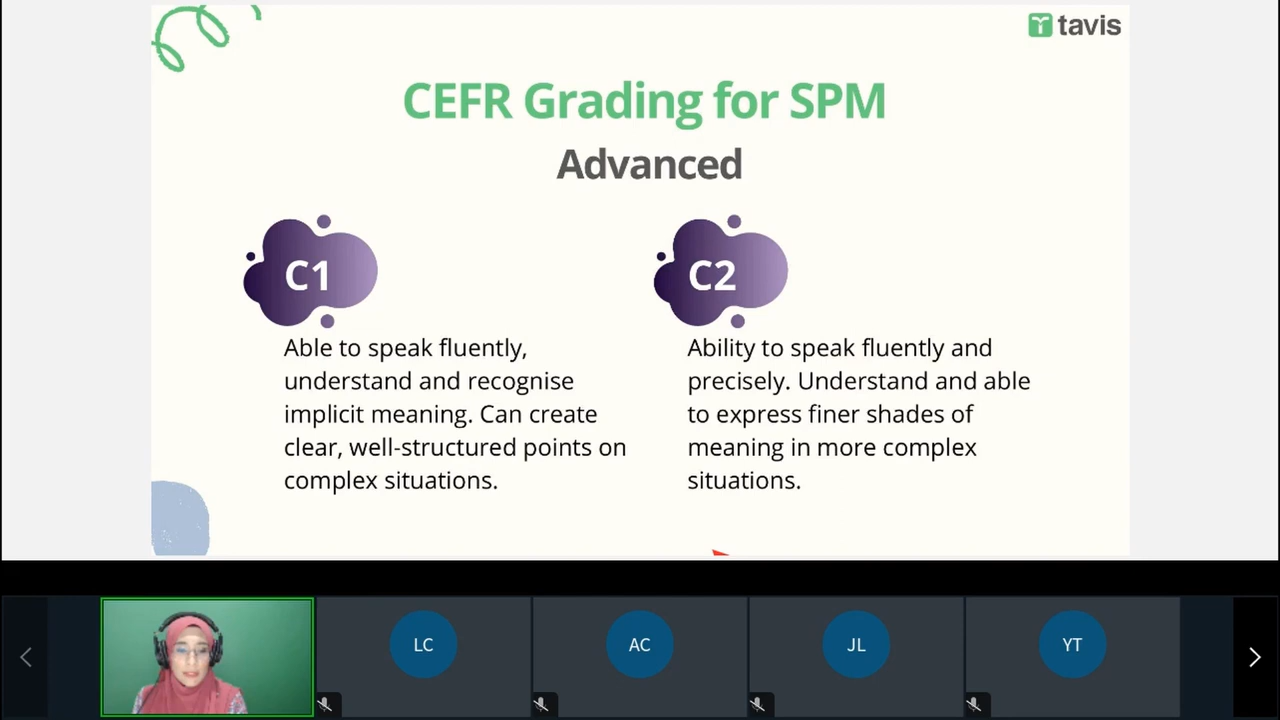 tavis
CEFR Grading for SPM
Advanced
C1
C2
Able to speak fluently,
understand and recognise
implicit meaning. Can create
clear, well-structured points on
complex situations.
Ability to speak fluently and
precisely. Understand and able
to express finer shades of
meaning in more complex
situations.
LC
AC
JL
YT